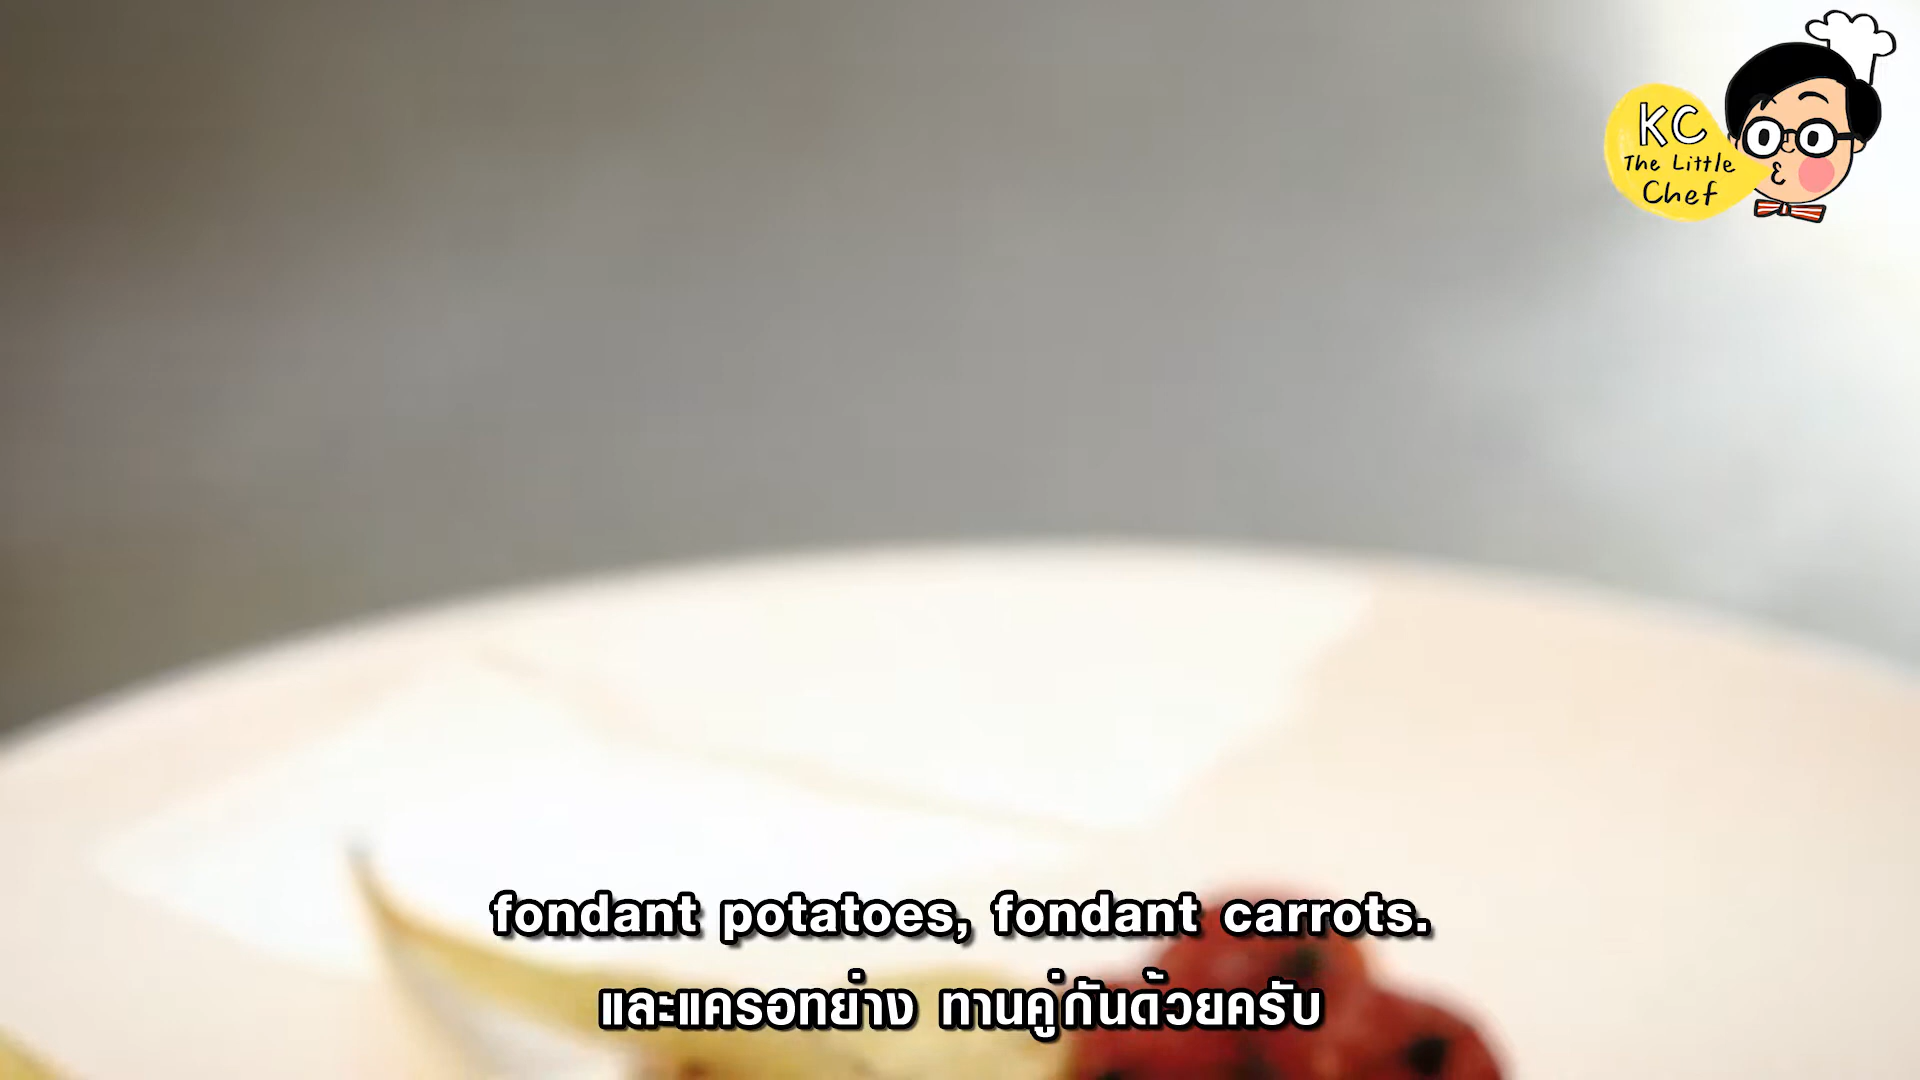 KC
The Little
Chef
fondant potatoes, fondant carrots.
และแครอทย่าง ทานคู่กันด้วยครับ